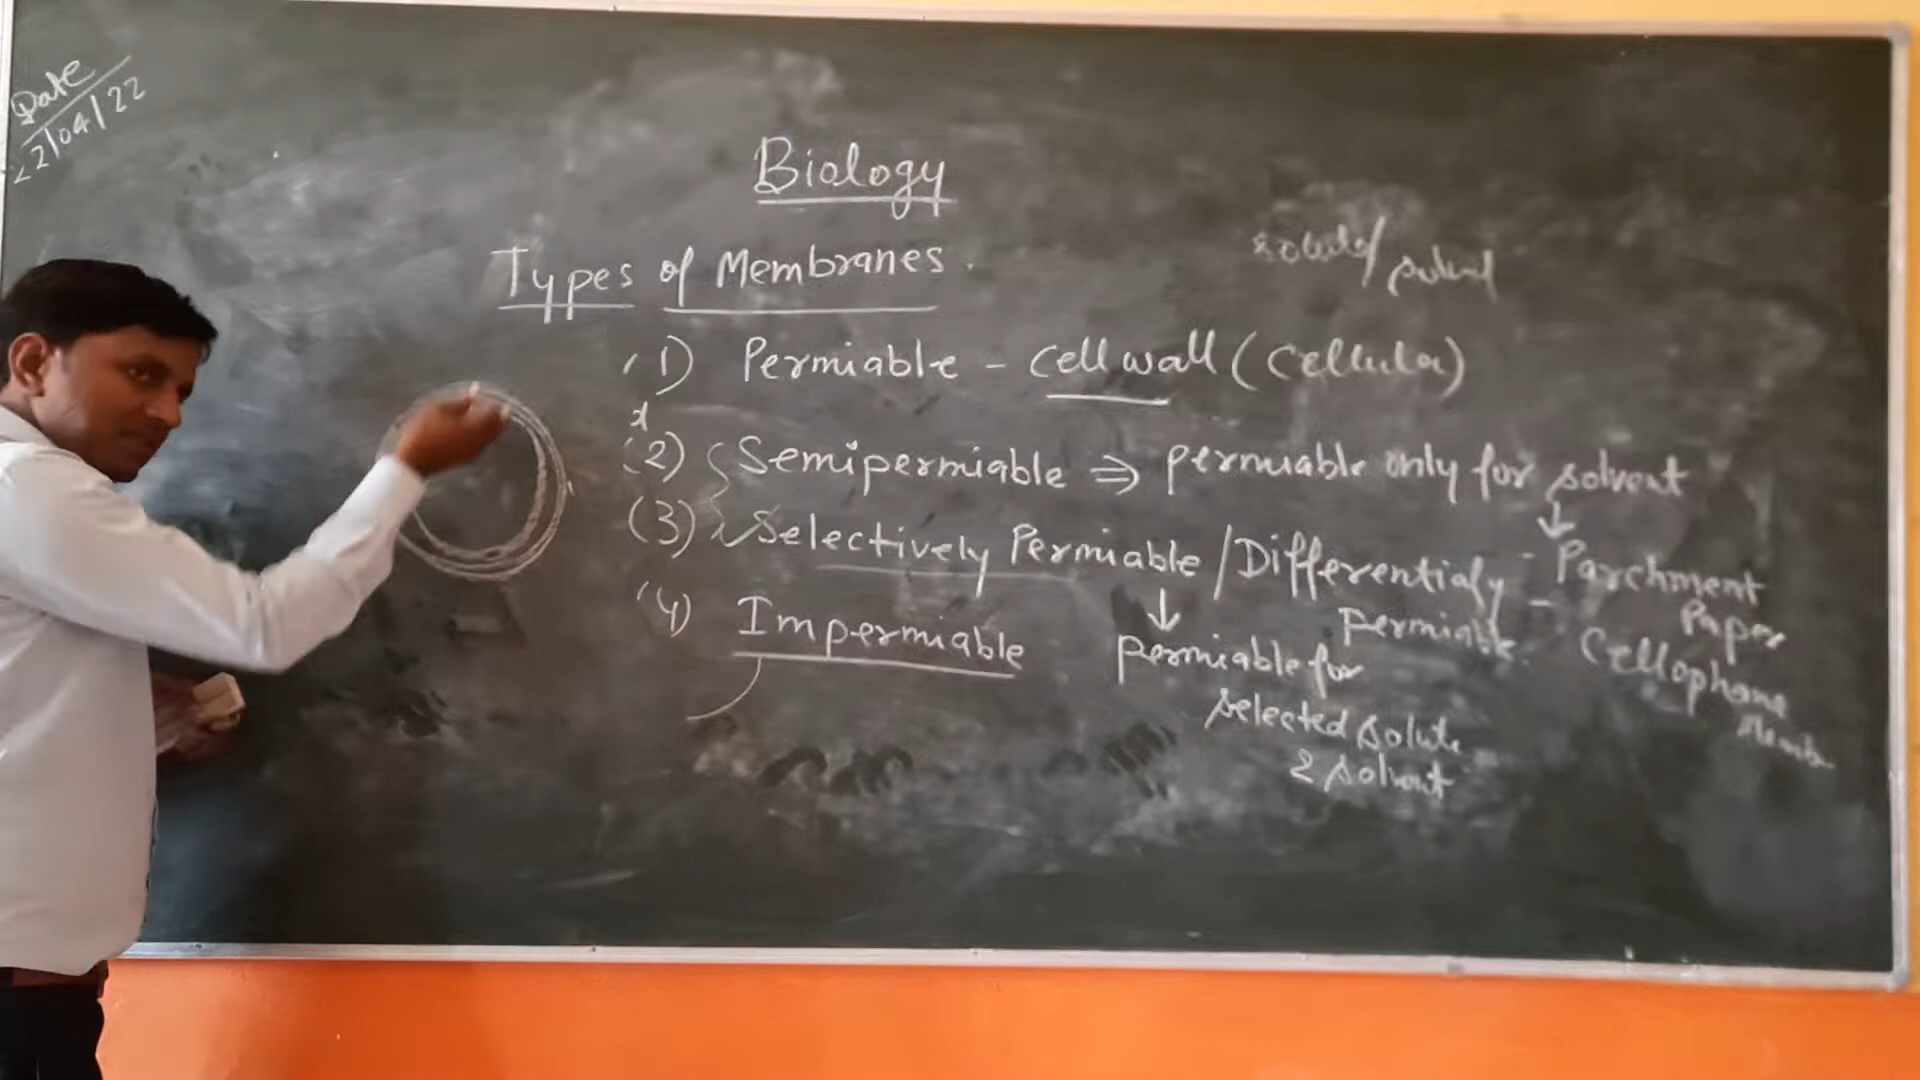 Date
2/04/22
Biology
Types of Membranes.
solute/
(1) Permiable - cell wall (Cellular)
(2) Semipermiable ⇒ permiable only for solvent
↓
(3) Selectively Permiable / Differentialy - Parchment Paper
Permiable - Cellophane
↓
(4) Impermiable
permiable for
selected solute
& solvent